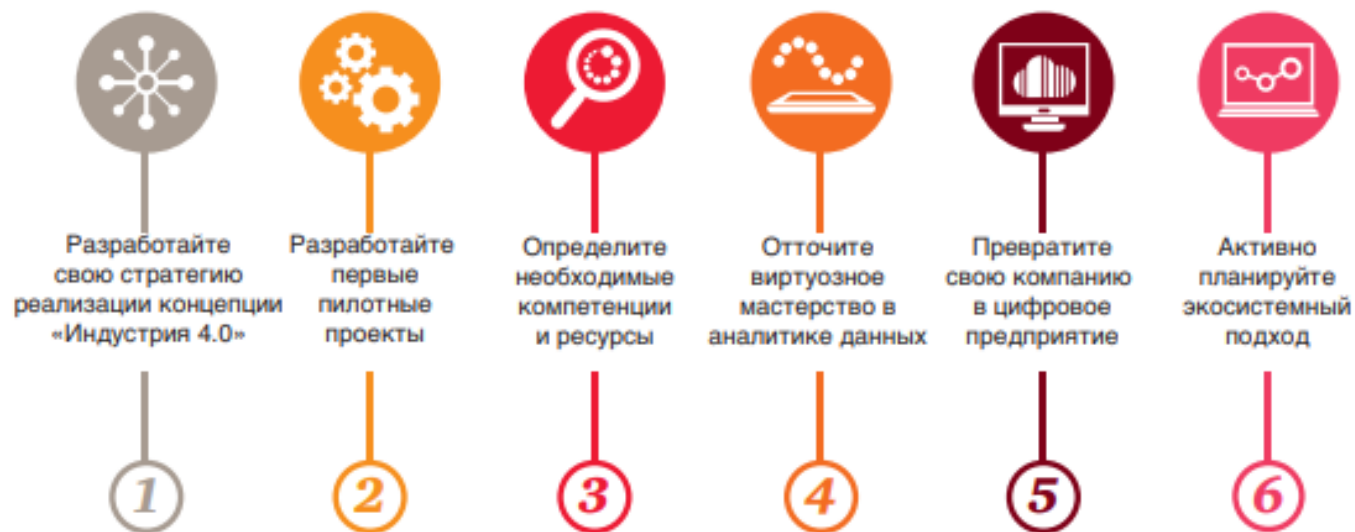 Разработайте
свою стратегию
реализации концепции
«Индустрия 4.0»
1
Разработайте
первые
пилотные
проекты
2
Определите
необходимые
компетенции
и ресурсы
3
Отточите
виртуозное
мастерство в
аналитике данных
4
Превратите
свою компанию
в цифровое
предприятие
5
Активно
планируйте
экосистемный
подход
6